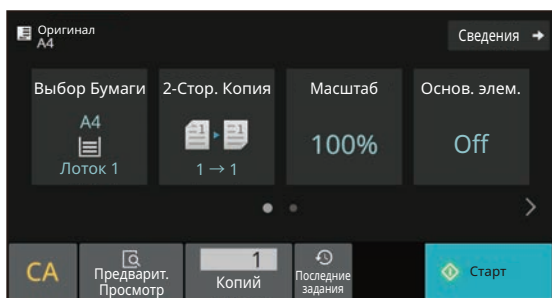 Оригинал
A4
Сведения
Выбор Бумаги
A4
Лоток 1
2-Стор. Копия
1 → 1
Масштаб
100%
Основ. элем.
Off
CA
Предварит.
Просмотр
1
Копий
Последние
задания
Старт